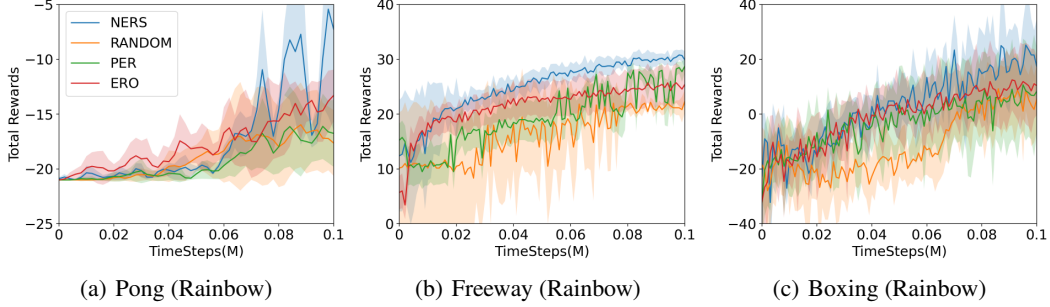 NERS
RANDOM
PER
ERO
Total Rewards
−5
−10
−15
−20
−25
0 0.02 0.04 0.06 0.08 0.1
TimeSteps(M)
(a) Pong (Rainbow)
Total Rewards
40
30
20
10
0
0 0.02 0.04 0.06 0.08 0.1
TimeSteps(M)
(b) Freeway (Rainbow)
Total Rewards
40
20
0
−20
−40
0 0.02 0.04 0.06 0.08 0.1
TimeSteps(M)
(c) Boxing (Rainbow)